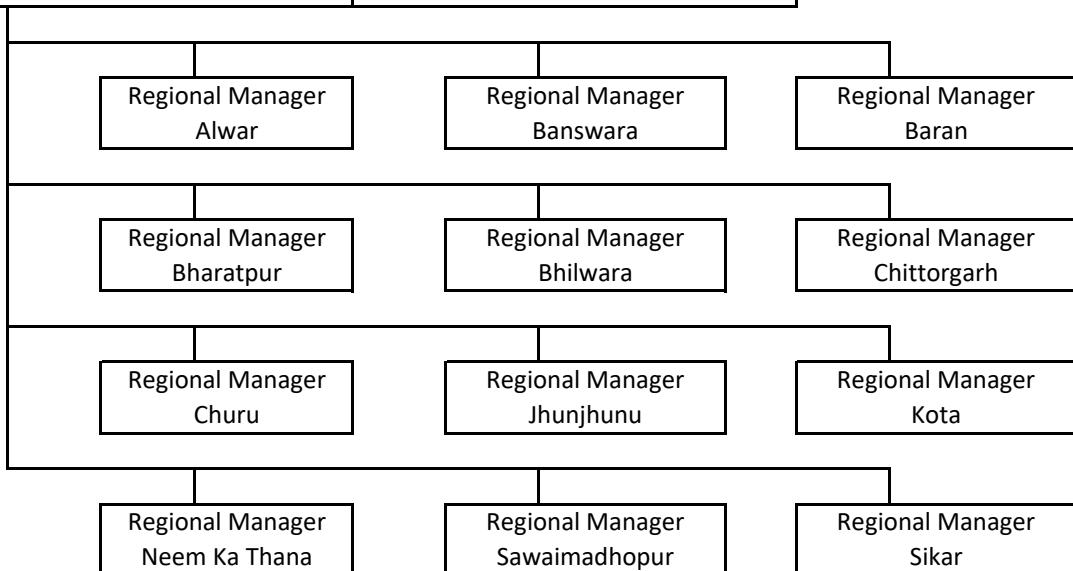 Regional Manager
Alwar
Regional Manager
Banswara
Regional Manager
Baran
Regional Manager
Bharatpur
Regional Manager
Bhilwara
Regional Manager
Chittorgarh
Regional Manager
Churu
Regional Manager
Jhunjhunu
Regional Manager
Kota
Regional Manager
Neem Ka Thana
Regional Manager
Sawaimadhopur
Regional Manager
Sikar